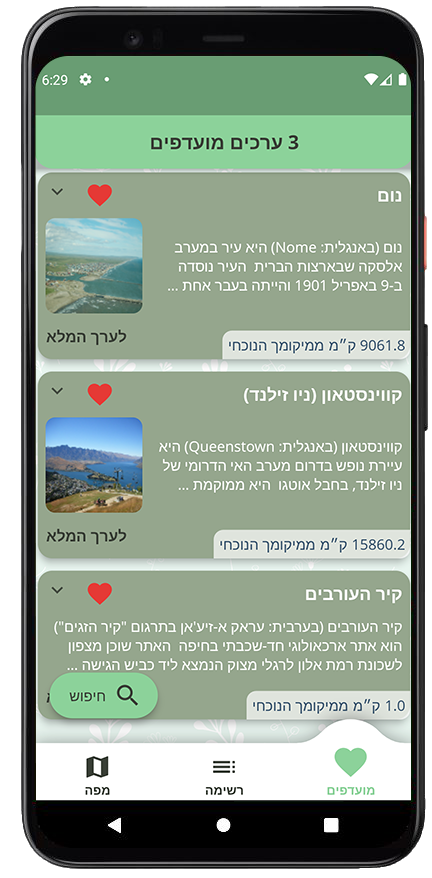 6:29
3 ערכים מועדפים
נום
נום (באנגלית: Nome) היא עיר במערב
אלסקה שבארצות הברית העיר נוסדה
ב-9 באפריל 1901 והייתה בעבר אחת ...
לערך המלא
9061.8 ק״מ ממיקומך הנוכחי
קווינסטאון (ניו זילנד)
קווינסטאון (באנגלית: Queenstown) היא
עיירת נופש בדרום מערב האי הדרומי של
ניו זילנד, בחבל אוטגו היא ממוקמת ...
לערך המלא
15860.2 ק״מ ממיקומך הנוכחי
קיר העורבים
קיר העורבים (בערבית: עראק א-זיע'אן בתרגום "קיר הזגים")
הוא אתר ארכאולוגי חד-שכבתי בחיפה האתר שוכן מצפון
לשכונת רמת אלון לרגלי מצוק הנמצא ליד כביש הגישה ...
1.0 ק״מ ממיקומך הנוכחי
חיפוש
מועדפים
רשימה
מפה